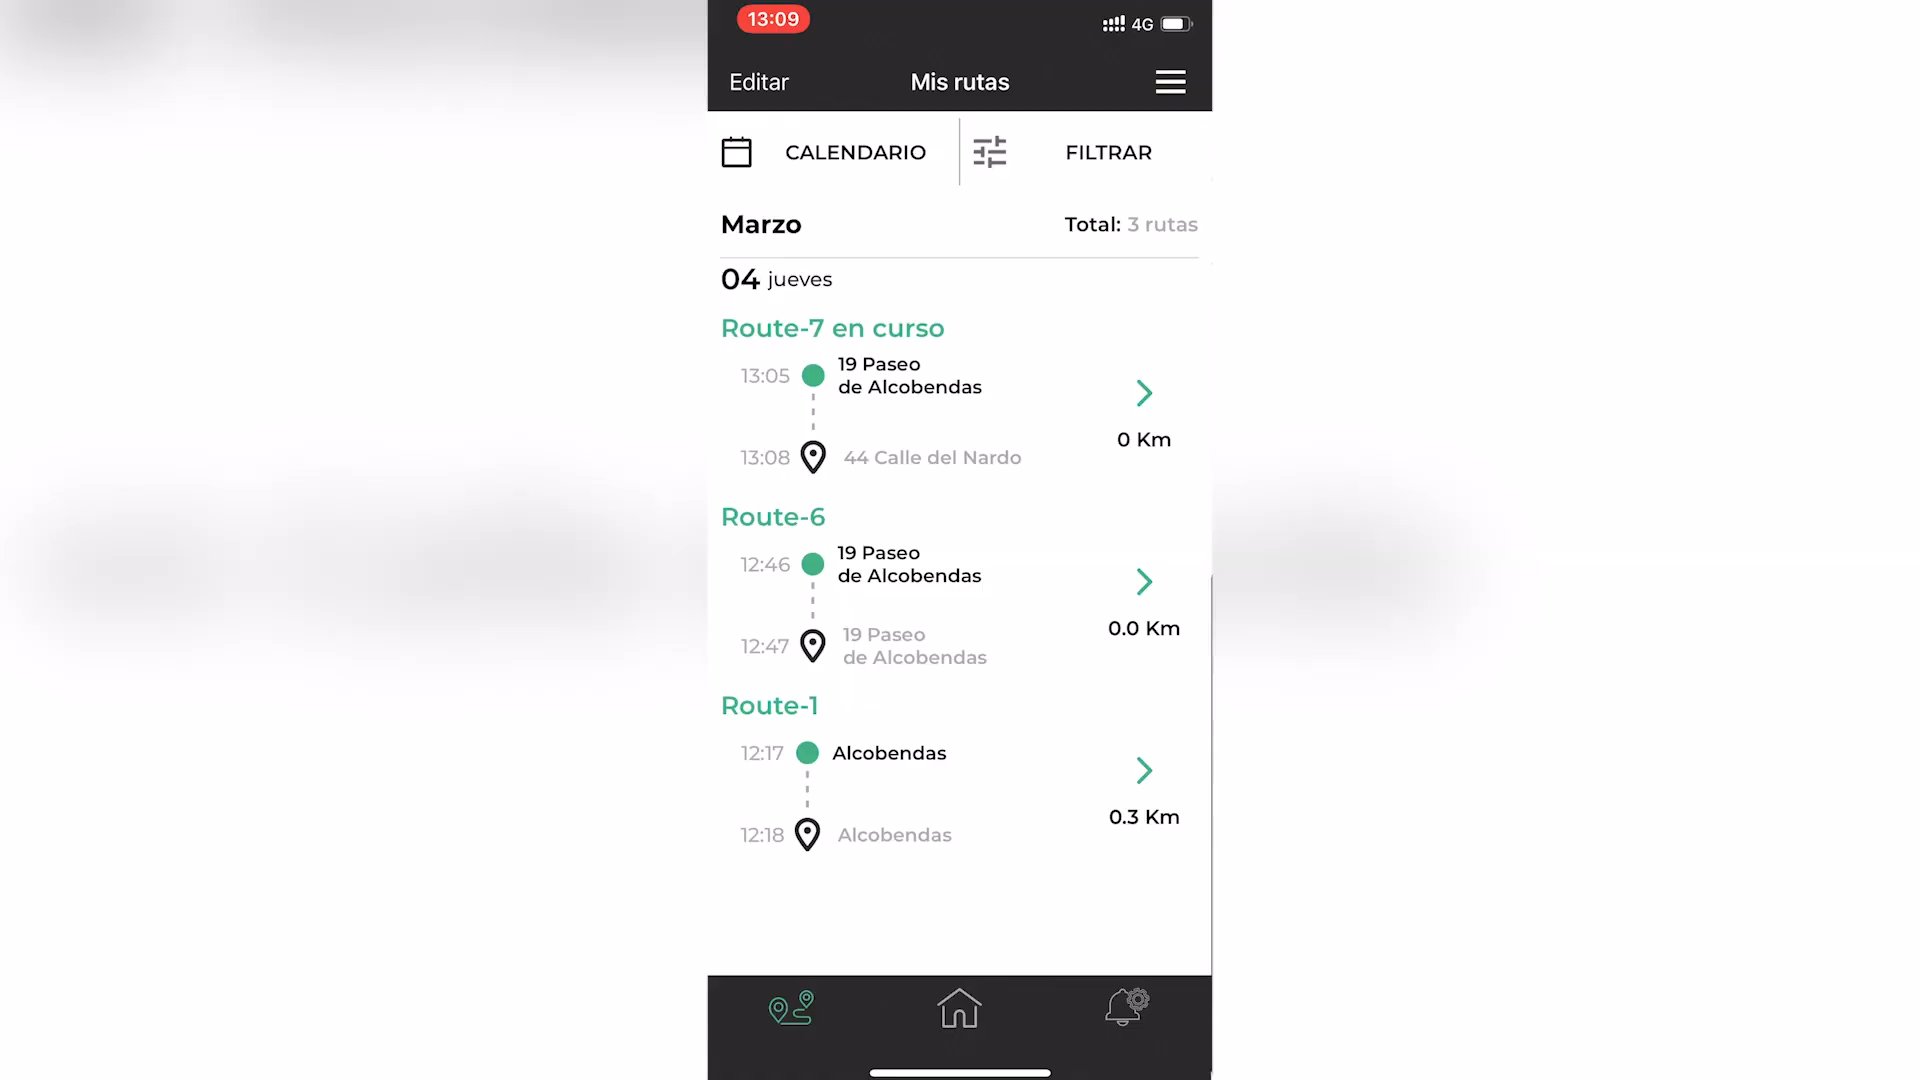 13:09
4G
Editar
Mis rutas
CALENDARIO
FILTRAR
Marzo
Total: 3 rutas
04 jueves
Route-7 en curso
13:05
19 Paseo
de Alcobendas
0 Km
13:08
44 Calle del Nardo
Route-6
12:46
19 Paseo
de Alcobendas
0.0 Km
12:47
19 Paseo
de Alcobendas
Route-1
12:17
Alcobendas
0.3 Km
12:18
Alcobendas